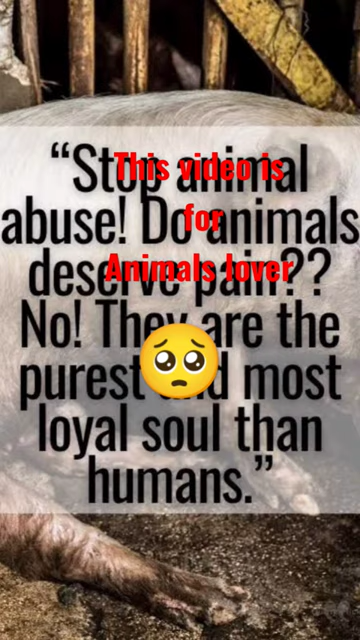 “Stop animal
abuse! Do animals
deserve pain??
No! They are the
purest and most
loyal soul than
humans.”
This video is
for
Animals lover